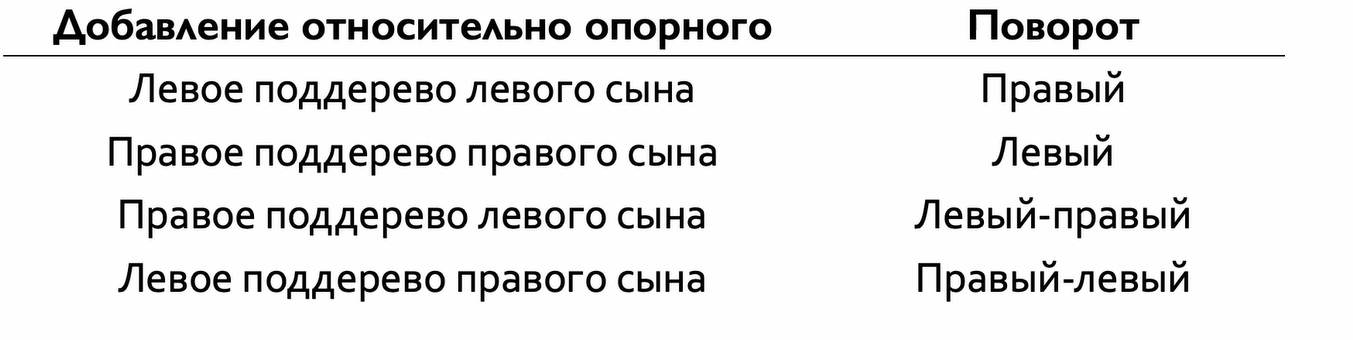 Добавление относительно опорного Поворот
Левое поддерево левого сына Правый
Правое поддерево правого сына Левый
Правое поддерево левого сына Левый-правый
Левое поддерево правого сына Правый-левый